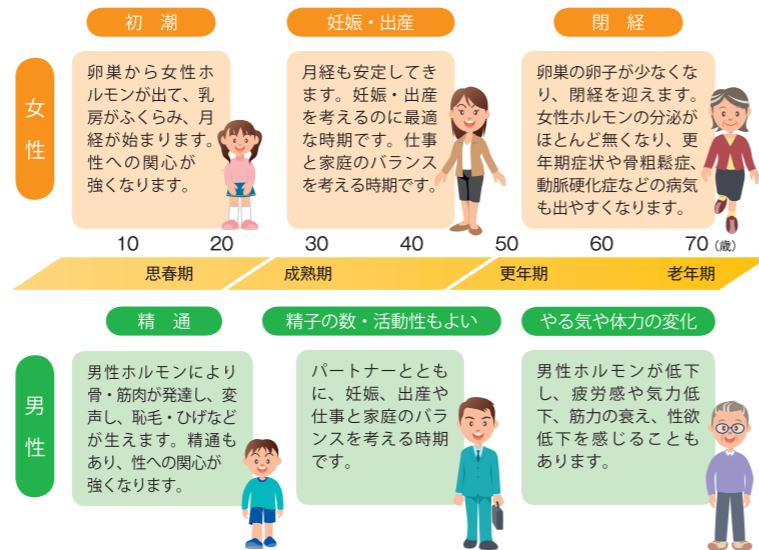 初 潮
妊娠・出産
閉 経
女性
卵巣から女性ホ
ルモンが出て、乳
房がふくらみ、月
経が始まります。
性への関心が
強くなります。
月経も安定してき
ます。妊娠・出産
を考えるのに最適
な時期です。仕事
と家庭のバランス
を考える時期です。
卵巣の卵子が少なくな
り、閉経を迎えます。
女性ホルモンの分泌が
ほとんど無くなり、更
年期症状や骨粗鬆症、
動脈硬化症などの病気
も出やすくなります。
10 20 30 40 50 60 70 (歳)
思春期 成熟期 更年期 老年期
精 通
精子の数・活動性もよい
やる気や体力の変化
男性
男性ホルモンにより
骨・筋肉が発達し、変
声し、恥毛・ひげなど
が生えます。精通も
あり、性への関心が
強くなります。
パートナーととも
に、妊娠、出産や
仕事と家庭のバラ
ンスを考える時期
です。
男性ホルモンが低下
し、疲労感や気力低
下、筋力の衰え、性欲
低下を感じることも
あります。